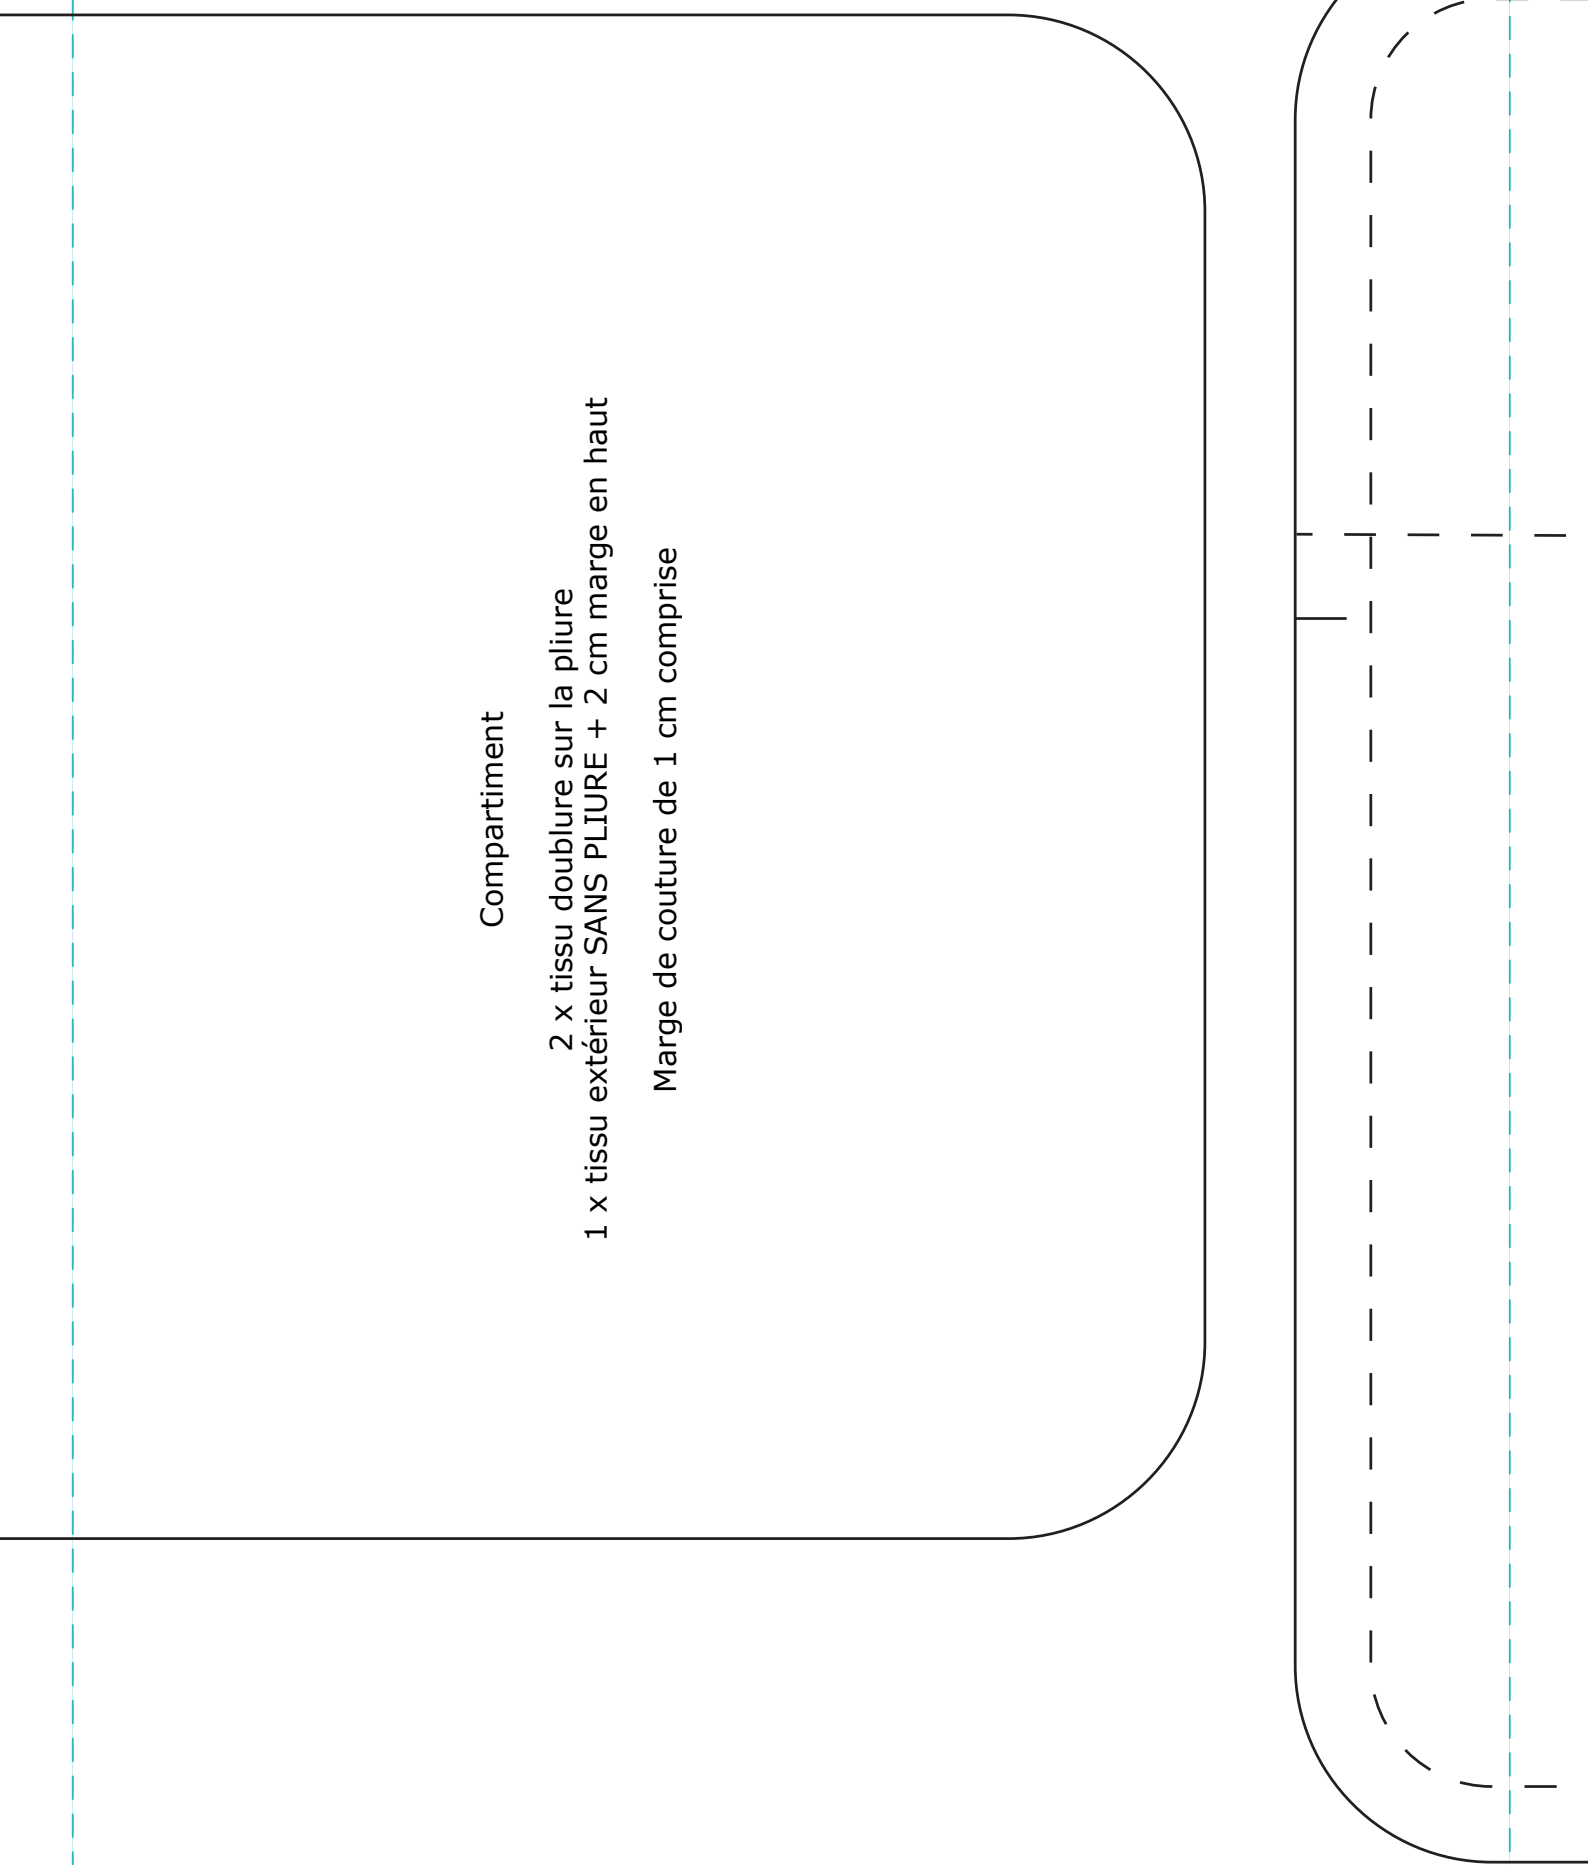 Compartiment
2 x tissu doublure sur la pliure
1 x tissu extérieur SANS PLIURE + 2 cm marge en haut
Marge de couture de 1 cm comprise